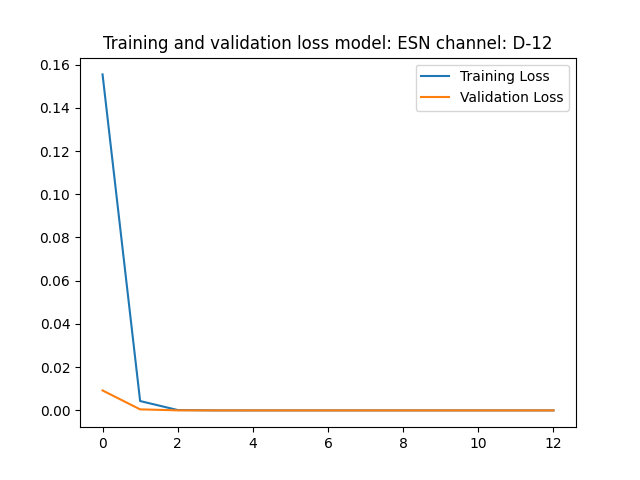 Training and validation loss model: ESN channel: D-12
0.16
0.14
0.12
0.10
0.08
0.06
0.04
0.02
0.00
Training Loss
Validation Loss
0 2 4 6 8 10 12